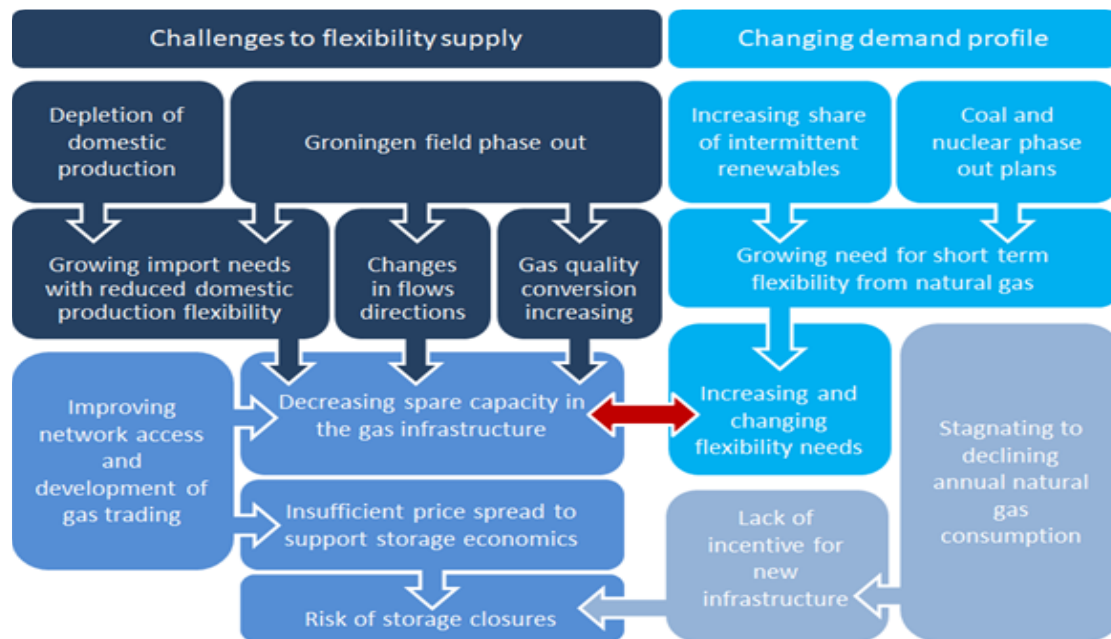 Challenges to flexibility supply
Changing demand profile
Depletion of
domestic
production
Groningen field phase out
Increasing share
of intermittent
renewables
Coal and
nuclear phase
out plans
Growing import needs
with reduced domestic
production flexibility
Changes
in flows
directions
Gas quality
conversion
increasing
Growing need for short term
flexibility from natural gas
Improving
network access
and
development of
gas trading
Decreasing spare capacity in
the gas infrastructure
Increasing and
changing
flexibility needs
Stagnating to
declining
annual natural
gas
consumption
Insufficient price spread to
support storage economics
Lack of
incentive for
new
infrastructure
Risk of storage closures